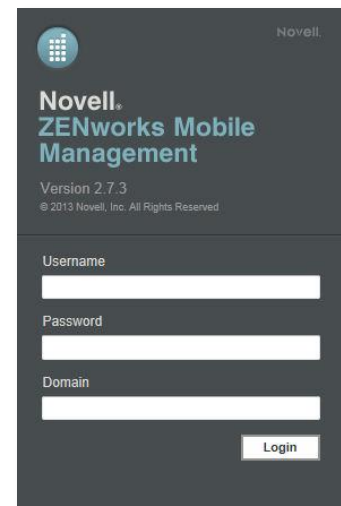 Novell.
Novell®
ZENworks Mobile
Management
Version 2.7.3
© 2013 Novell, Inc. All Rights Reserved
Username
Password
Domain
Login